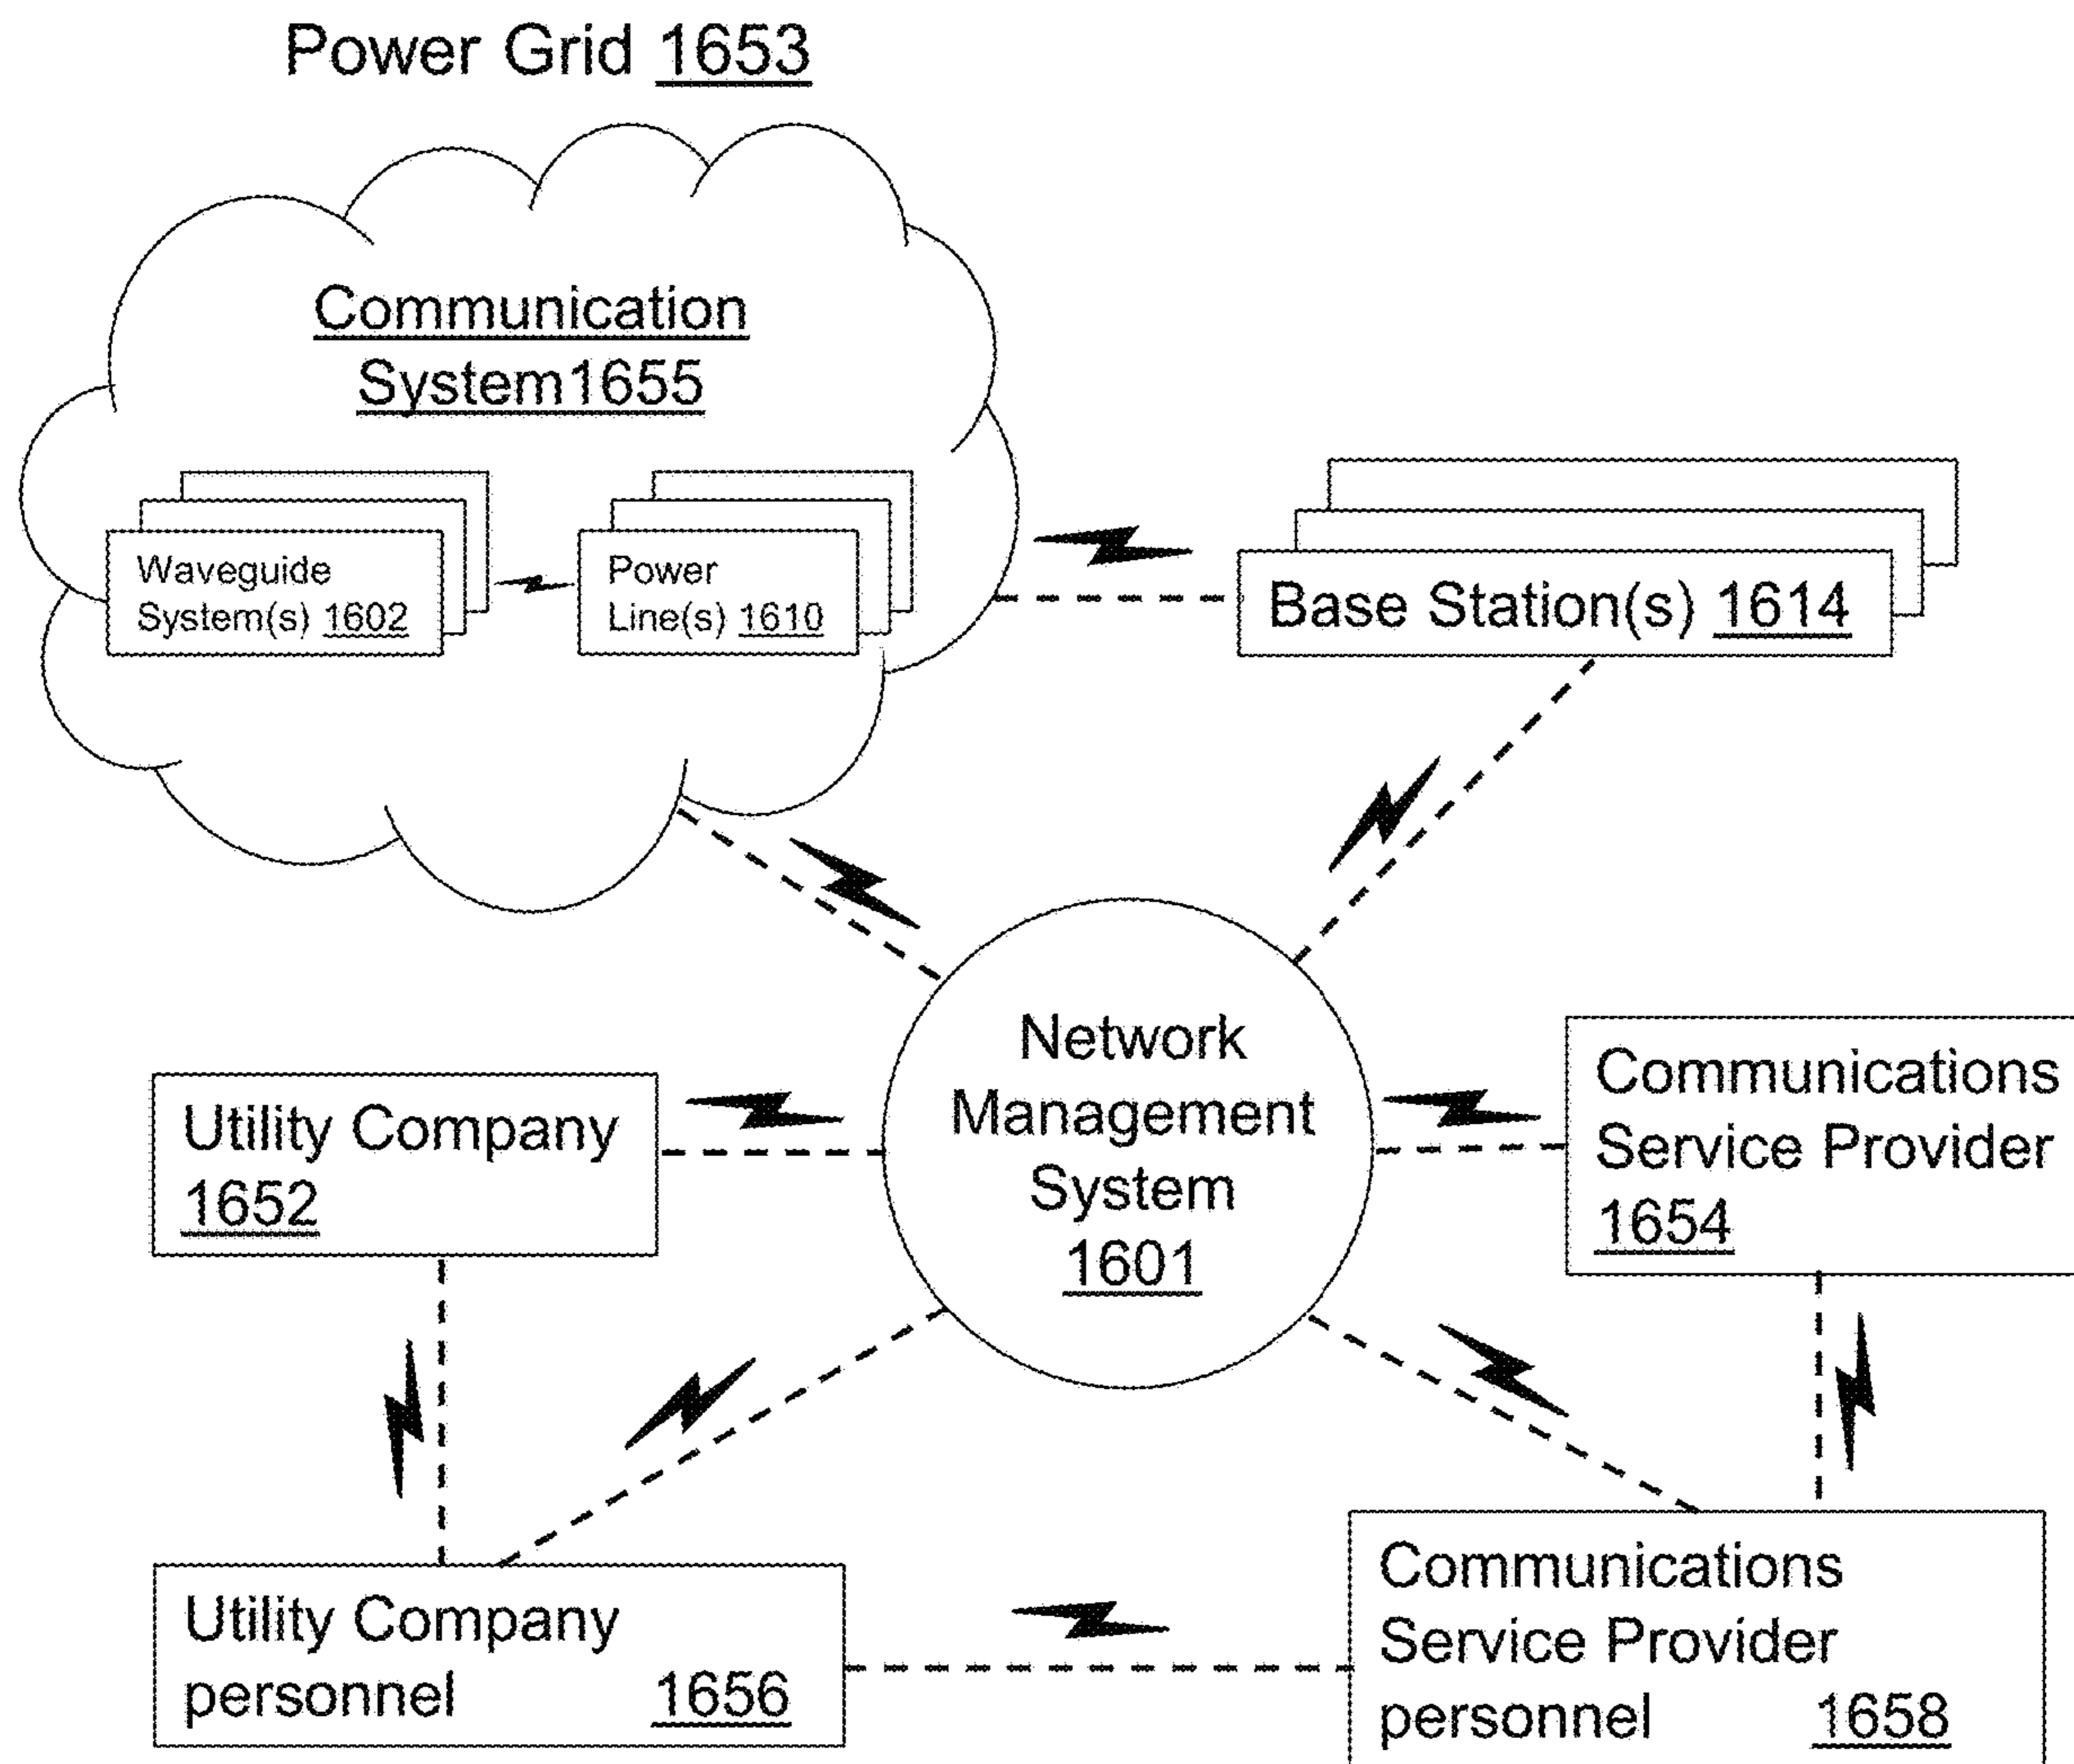 Power Grid 1653
Communication
System1655
Waveguide
System(s) 1602
Power
Line(s) 1610
Base Station(s) 1614
Network
Management
System
1601
Utility Company
1652
Communications
Service Provider
1654
Utility Company
personnel 1656
Communications
Service Provider
personnel 1658